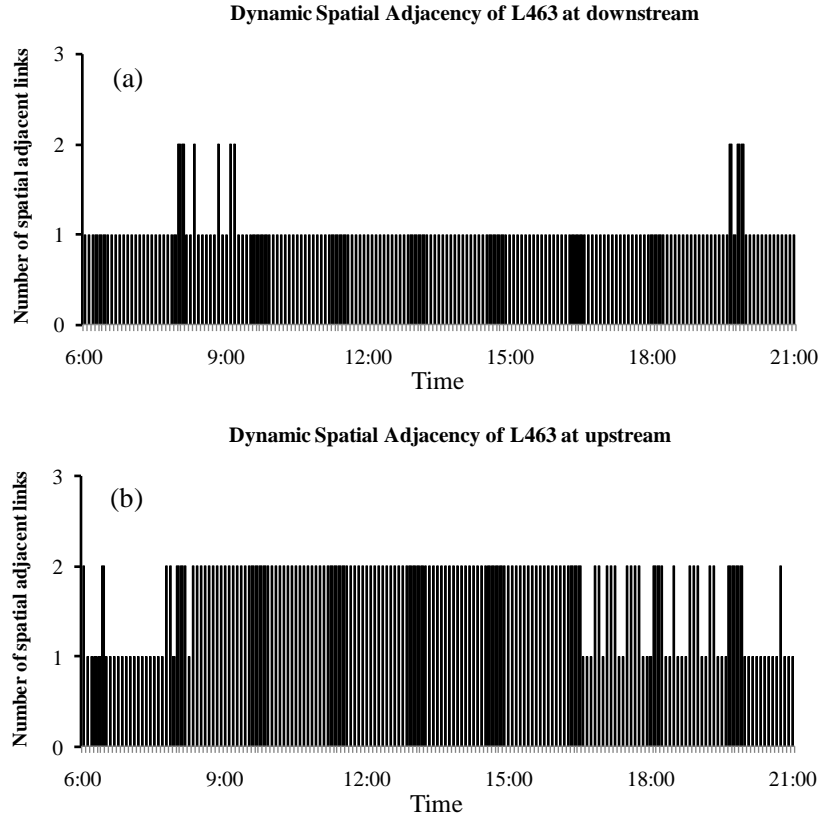 Dynamic Spatial Adjacency of L463 at downstream
Number of spatial adjacent links
3
2
1
0
(a)
6:00 9:00 12:00 15:00 18:00 21:00
Time
Dynamic Spatial Adjacency of L463 at upstream
Number of spatial adjacent links
3
2
1
0
(b)
6:00 9:00 12:00 15:00 18:00 21:00
Time